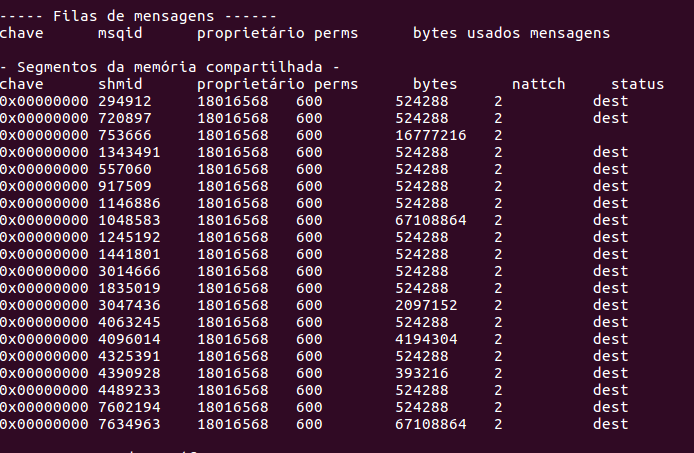 ----- Filas de mensagens ------
chave      msqid      proprietário perms      bytes usados mensagens
- Segmentos da memória compartilhada -
chave      shmid      proprietário perms      bytes      nattch     status
0x00000000 294912     18016568   600        524288     2          dest
0x00000000 720897     18016568   600        524288     2          dest
0x00000000 753666     18016568   600        16777216   2
0x00000000 1343491    18016568   600        524288     2          dest
0x00000000 557060     18016568   600        524288     2          dest
0x00000000 917509     18016568   600        524288     2          dest
0x00000000 1146886    18016568   600        524288     2          dest
0x00000000 1048583    18016568   600        67108864   2          dest
0x00000000 1245192    18016568   600        524288     2          dest
0x00000000 1441801    18016568   600        524288     2          dest
0x00000000 3014666    18016568   600        524288     2          dest
0x00000000 1835019    18016568   600        524288     2          dest
0x00000000 3047436    18016568   600        2097152    2          dest
0x00000000 4063245    18016568   600        524288     2          dest
0x00000000 4096014    18016568   600        4194304    2          dest
0x00000000 4325391    18016568   600        524288     2          dest
0x00000000 4390928    18016568   600        393216     2          dest
0x00000000 4489233    18016568   600        524288     2          dest
0x00000000 7602194    18016568   600        524288     2          dest
0x00000000 7634963    18016568   600        67108864   2          dest